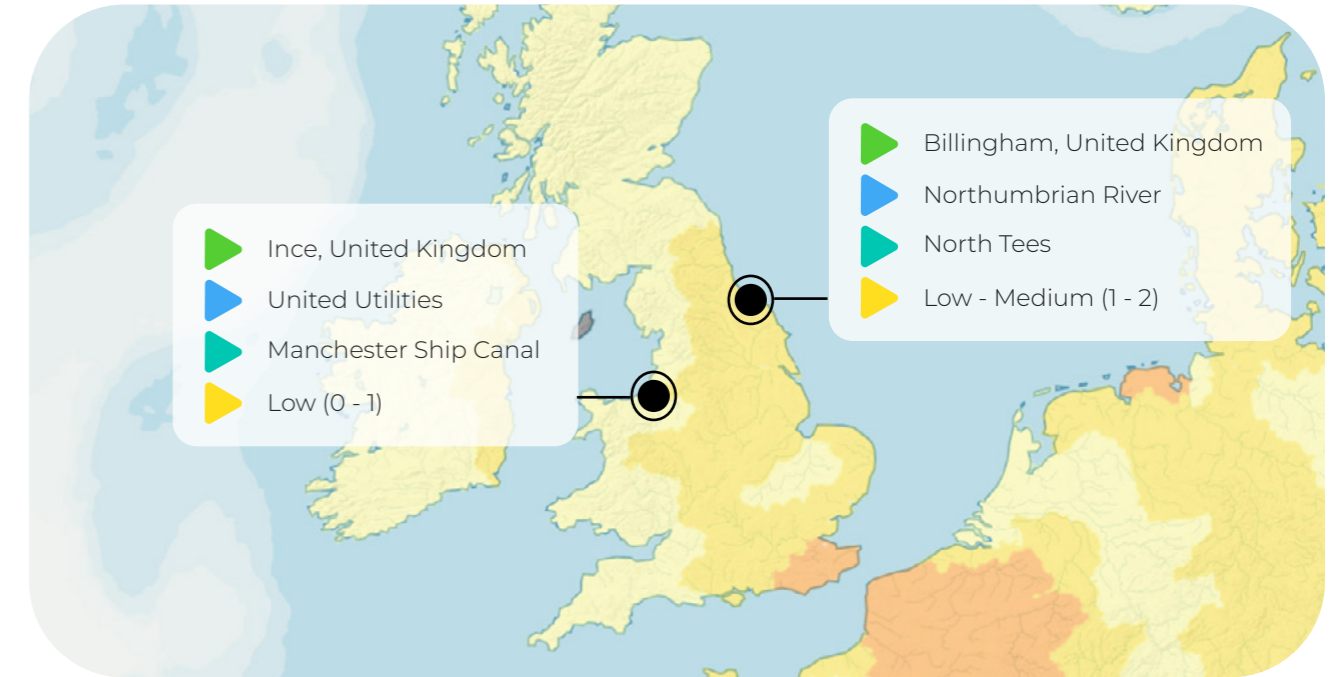 Billingham, United Kingdom
Northumbrian River
North Tees
Low - Medium (1 - 2)
Ince, United Kingdom
United Utilities
Manchester Ship Canal
Low (0 - 1)